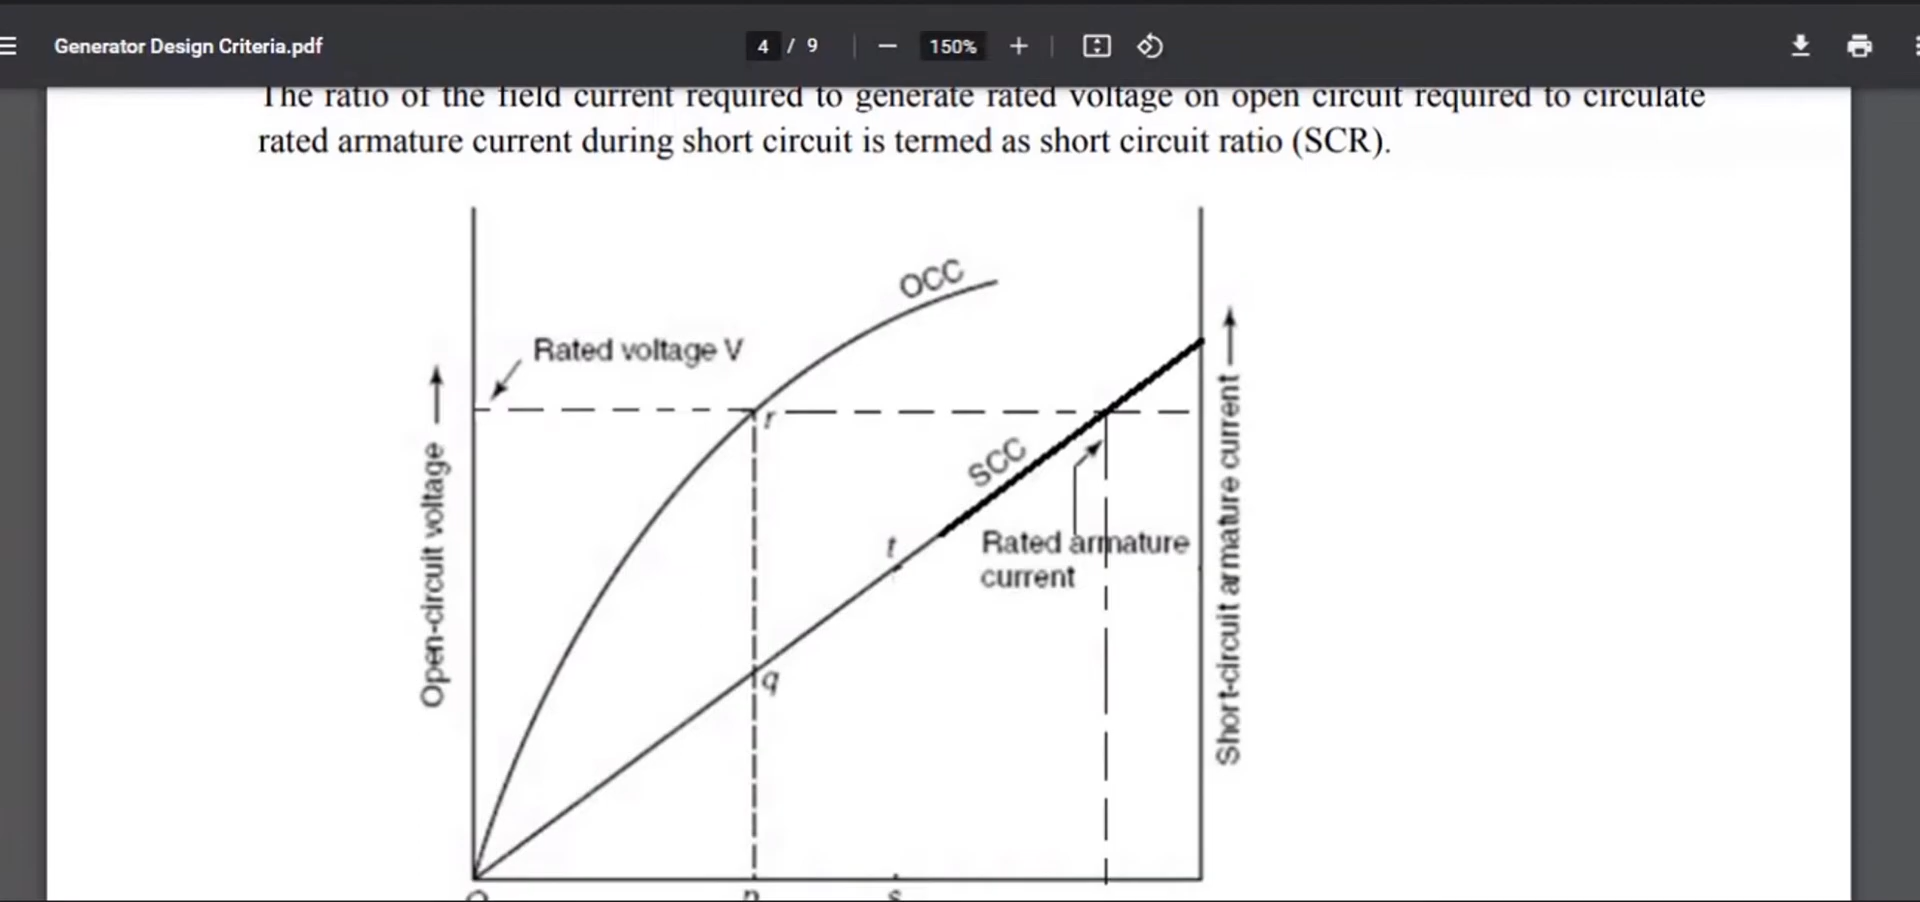 Generator Design Criteria.pdf
4 / 9
150%
The ratio of the field current required to generate rated voltage on open circuit required to circulate
rated armature current during short circuit is termed as short circuit ratio (SCR).
OCC
Rated voltage V
r
SCC
t
Rated armature
current
q
Open-circuit voltage
Short-circuit armature current